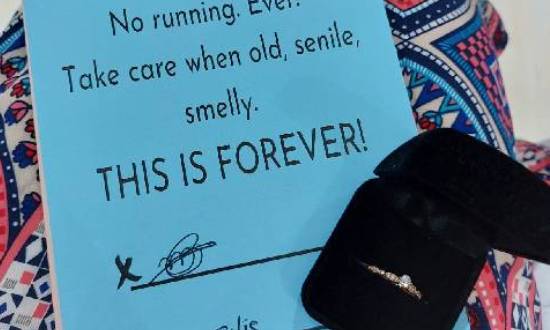 No running. Ever.
Take care when old, senile,
smelly.
THIS IS FOREVER!
x